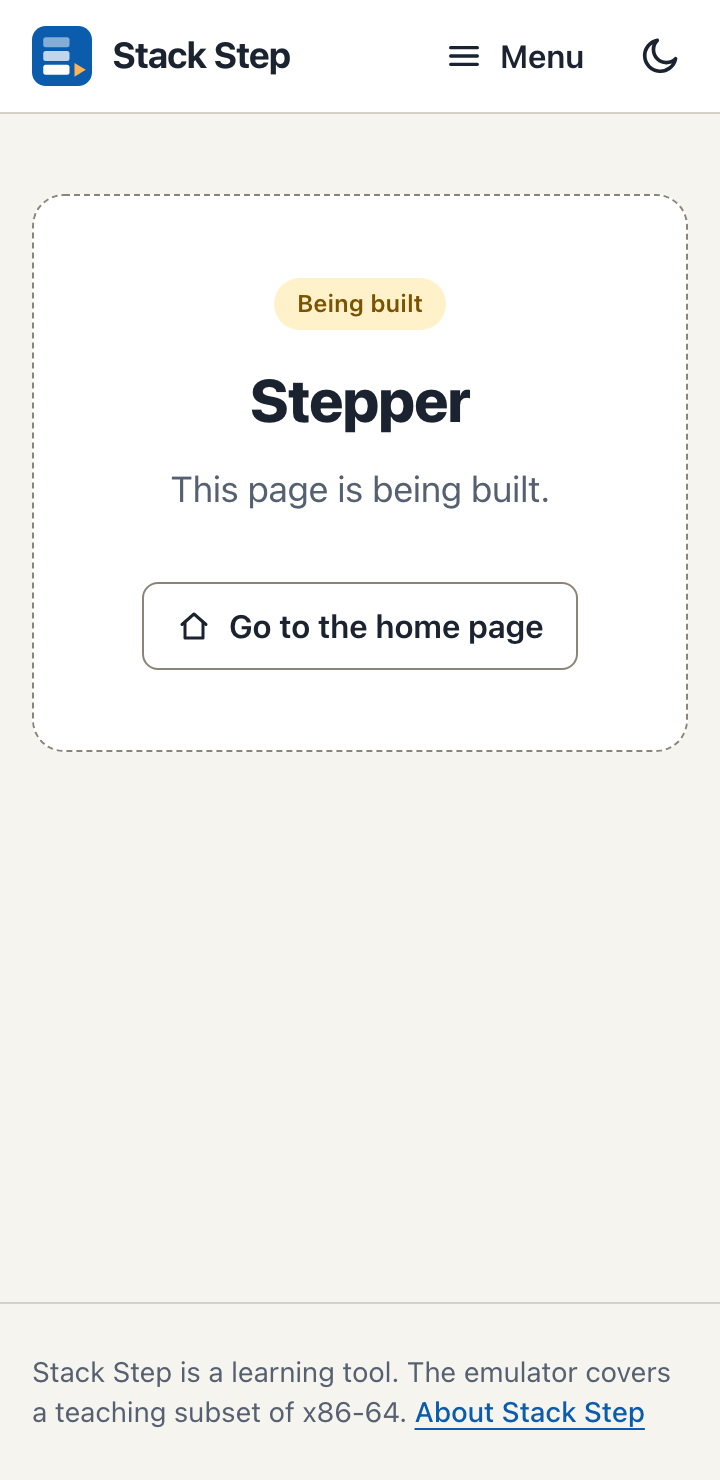 Stack Step
Menu
Being built
Stepper
This page is being built.
Go to the home page
Stack Step is a learning tool. The emulator covers
a teaching subset of x86-64. About Stack Step